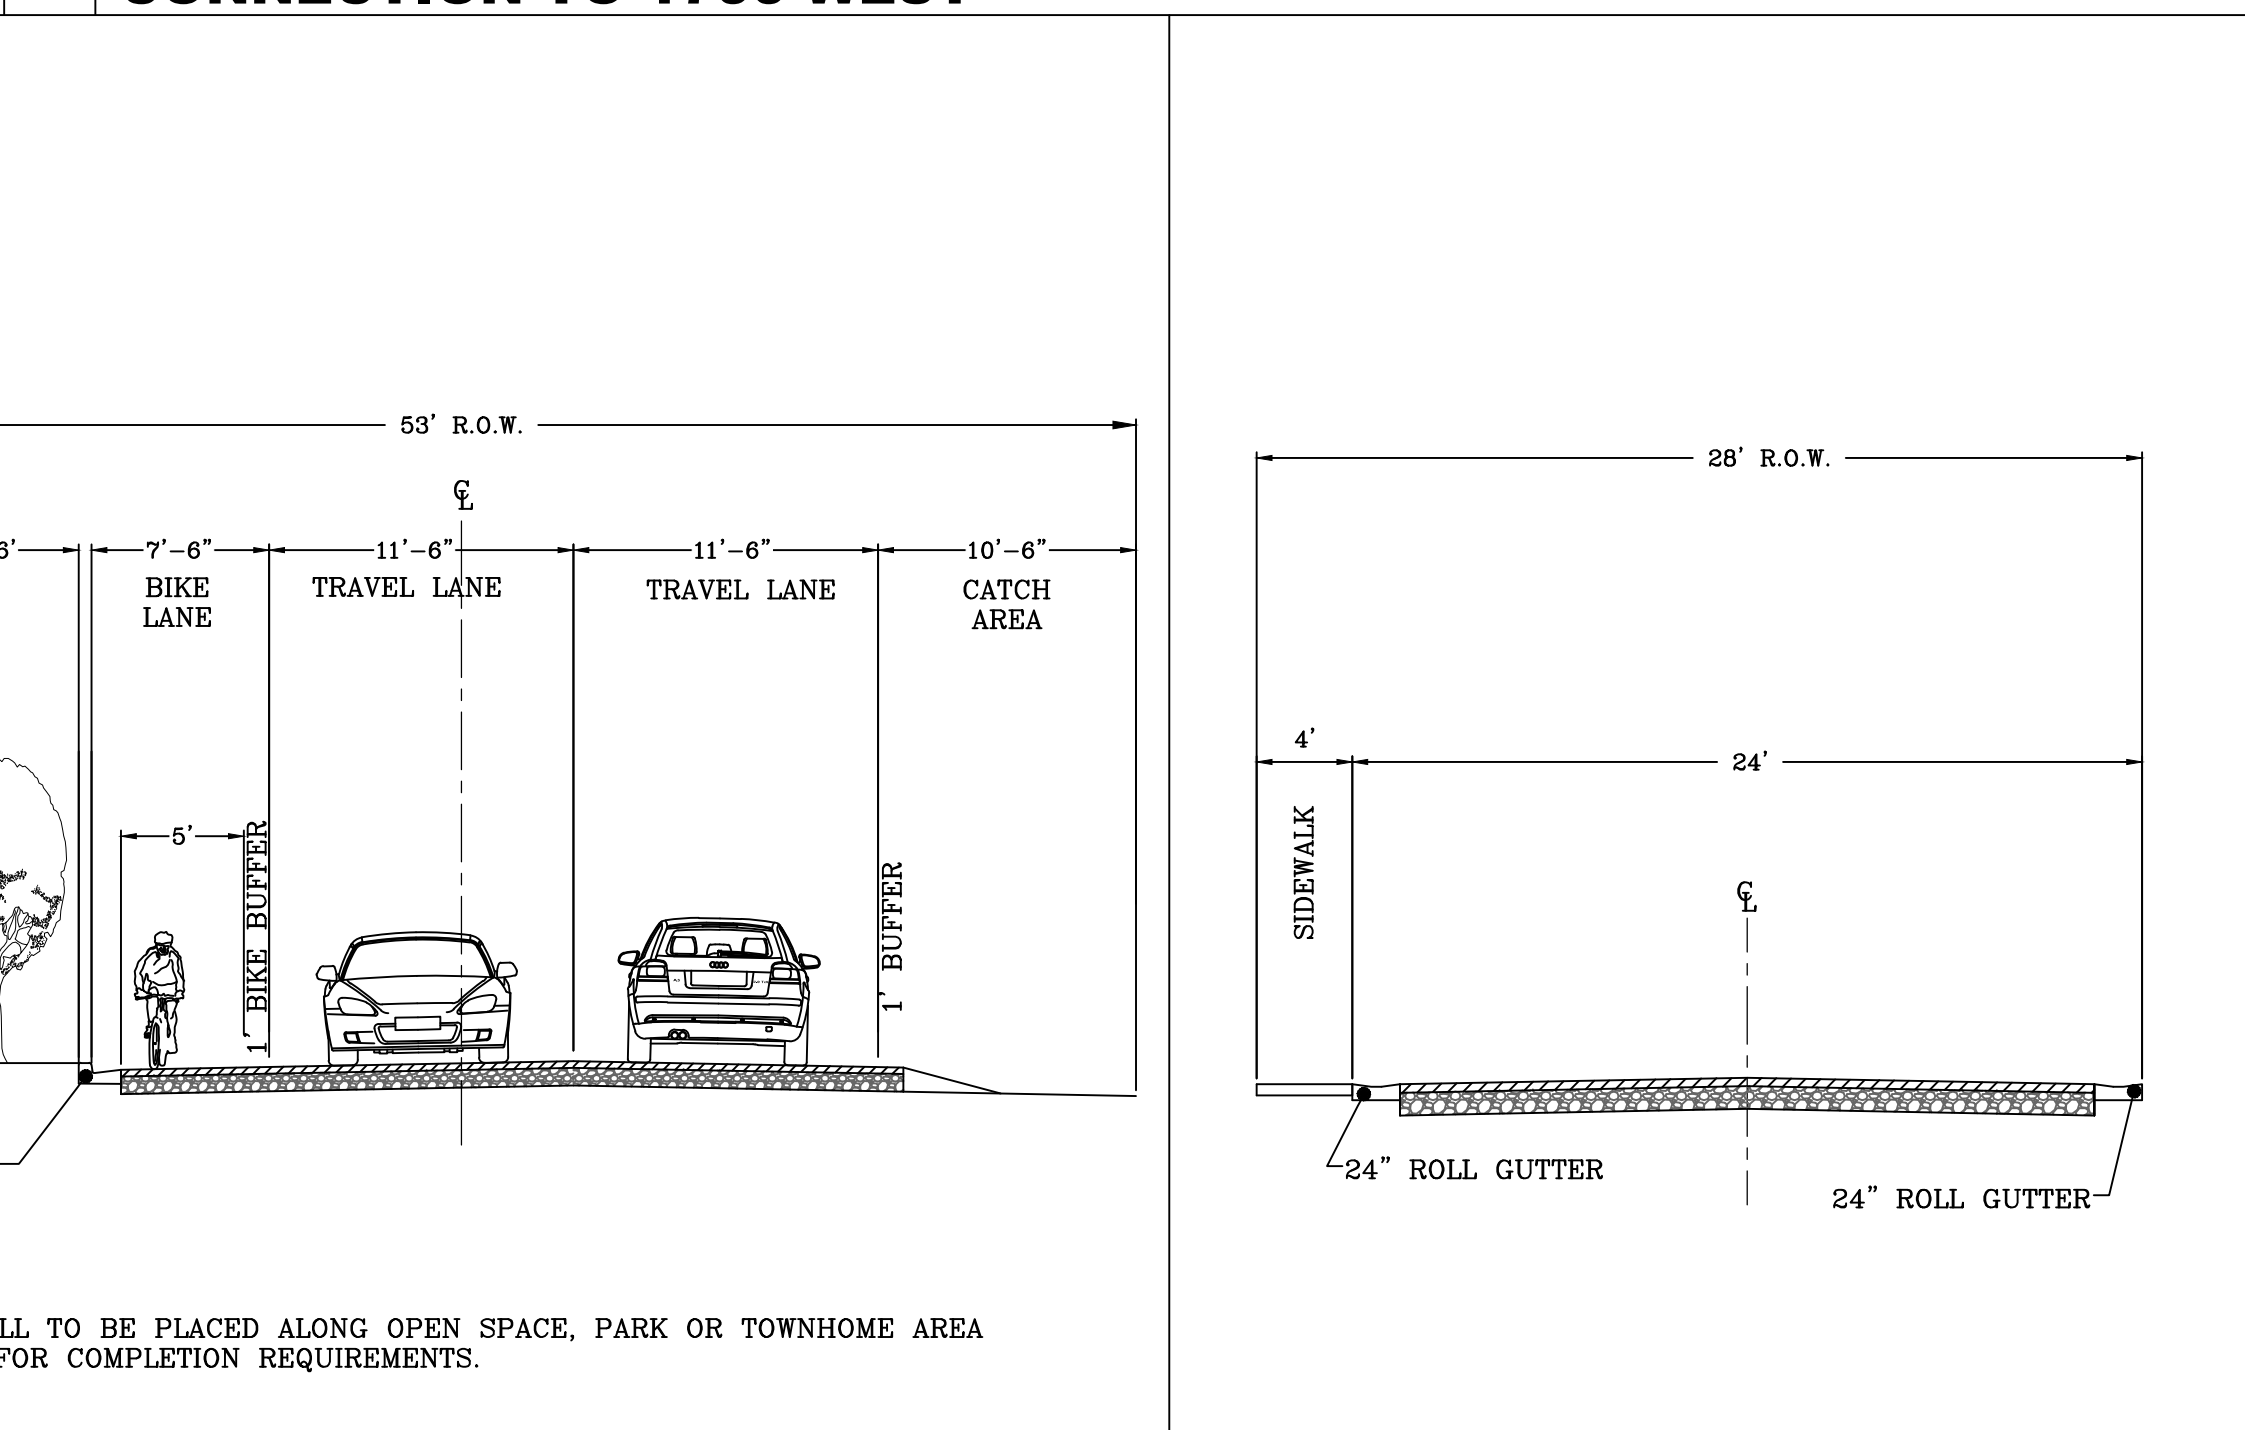 53' R.O.W.
28' R.O.W.
℄
6'
7'-6"
11'-6"
11'-6"
10'-6"
BIKE
LANE
TRAVEL LANE
TRAVEL LANE
CATCH
AREA
5'
1' BIKE BUFFER
1' BUFFER
4'
24'
SIDEWALK
℄
24" ROLL GUTTER
24" ROLL GUTTER
LL TO BE PLACED ALONG OPEN SPACE, PARK OR TOWNHOME AREA
FOR COMPLETION REQUIREMENTS.